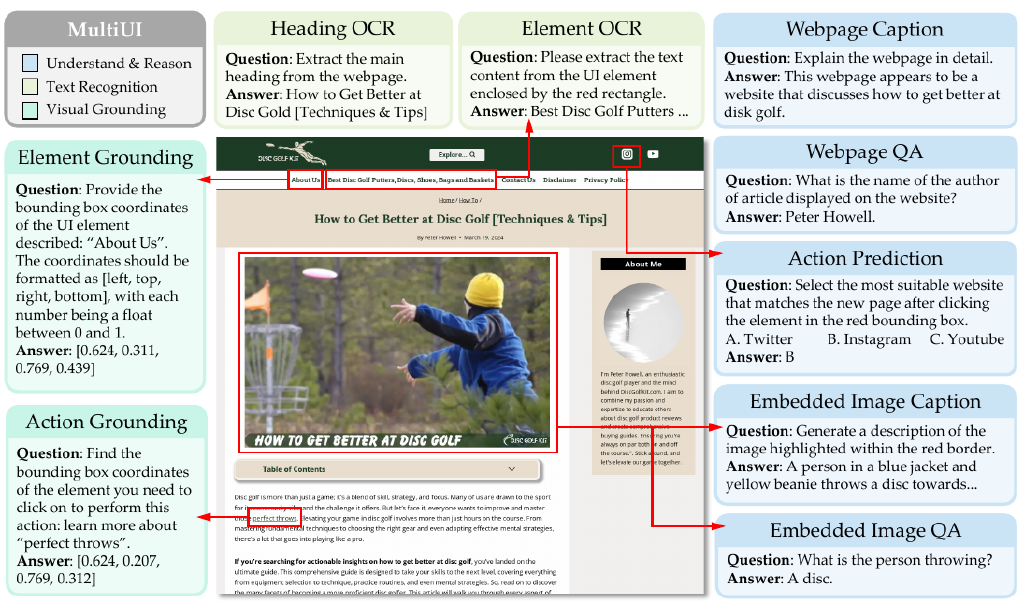 MultiUI
Understand & Reason
Text Recognition
Visual Grounding
Heading OCR
Question: Extract the main
heading from the webpage.
Answer: How to Get Better at
Disc Gold [Techniques & Tips]
Element OCR
Question: Please extract the text
content from the UI element
enclosed by the red rectangle.
Answer: Best Disc Golf Putters ...
Webpage Caption
Question: Explain the webpage in detail.
Answer: This webpage appears to be a
website that discusses how to get better at
disk golf.
Element Grounding
Question: Provide the
bounding box coordinates
of the UI element
described: “About Us”.
The coordinates should be
formatted as [left, top,
right, bottom], with each
number being a float
between 0 and 1.
Answer: [0.624, 0.311,
0.769, 0.439]
Action Grounding
Question: Find the
bounding box coordinates
of the element you need to
click on to perform this
action: learn more about
“perfect throws”.
Answer: [0.624, 0.207,
0.769, 0.312]
DISC GOLF KIE
Explore...
About Us Best Disc Golf Putters, Discs, Shoes, Bags and Baskets Contact Us Disclaimer Privacy Policy
Home / How To /
How to Get Better at Disc Golf [Techniques & Tips]
By Peter Howell • March 19, 2024
HOW TO GET BETTER AT DISC GOLF
DISC GOLF KIE
Table of Contents
Disc golf is more than just a game; it's a blend of skill, strategy, and focus. Many of us are drawn to the sport
for its and the challenge it offers. But let's face it, everyone wants to improve and master
those perfect throws. Elevating your game in disc golf involves more than just hours on the course. From
mastering fundamental techniques to choosing the right gear and even adopting effective mental strategies,
there's a lot that goes into playing like a pro.
If you're searching for actionable insights on how to get better at disc golf, you've landed on the
ultimate guide. This comprehensive guide is designed to take your skills to the next level, covering everything
from equipment selection to technique, practice routines, and even mental strategies. So, read on to discover
the many facets of becoming a more proficient disc golfer. This article will walk you through every aspect of
About Me
I'm Peter Howell, an enthusiastic
disc golf player and the mind
behind DiscGolfKit.com. I aim to
combine my passion and
expertise to educate others
about disc golf product reviews
and create comprehensive
buying guides. Insuring you're
always on par both on and off
the course". Stick around, and
let's elevate our game together.
Webpage QA
Question: What is the name of the author
of article displayed on the website?
Answer: Peter Howell.
Action Prediction
Question: Select the most suitable website
that matches the new page after clicking
the element in the red bounding box.
A. Twitter B. Instagram C. Youtube
Answer: B
Embedded Image Caption
Question: Generate a description of the
image highlighted within the red border.
Answer: A person in a blue jacket and
yellow beanie throws a disc towards...
Embedded Image QA
Question: What is the person throwing?
Answer: A disc.